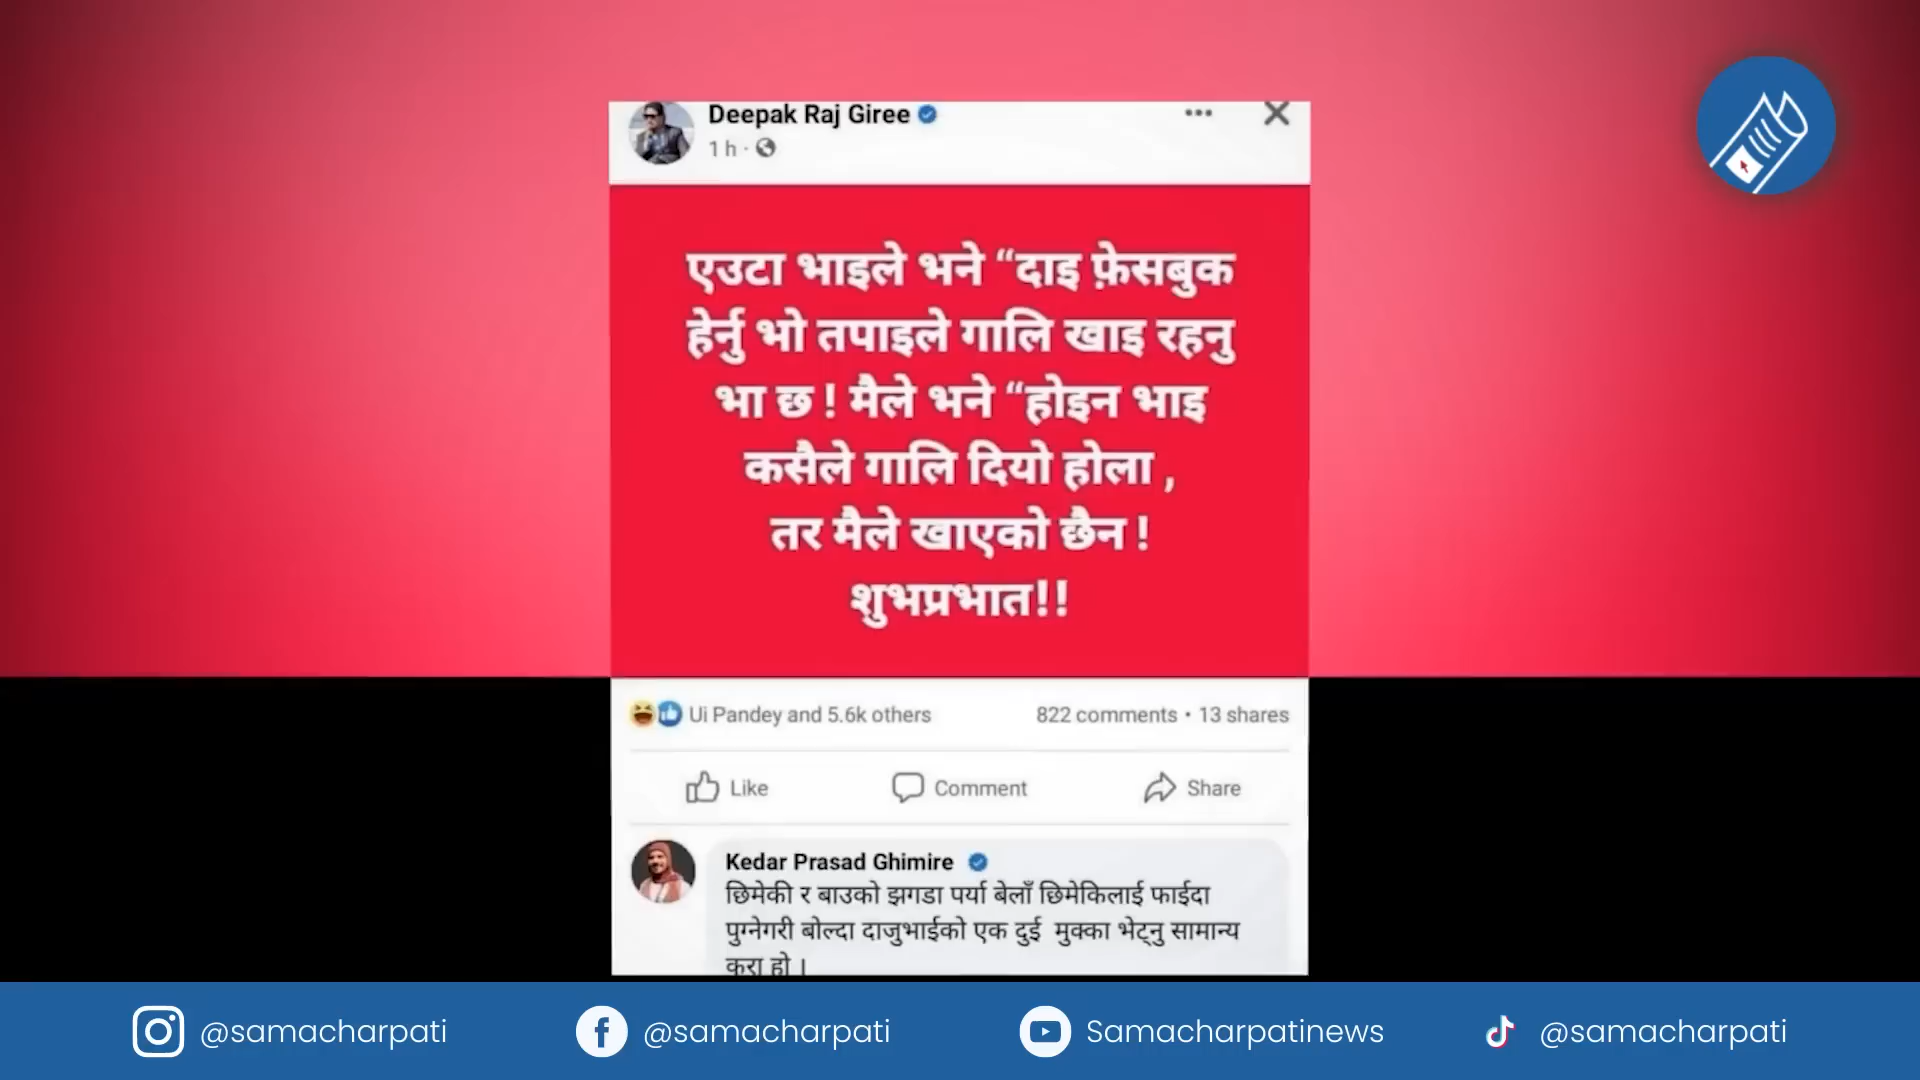 Deepak Raj Giree
1 h ·
एउटा भाइले भने “दाइ फ़ेसबुक
हेर्नु भो तपाइले गालि खाइ रहनु
भा छ ! मैले भने “होइन भाइ
कसैले गालि दियो होला ,
तर मैले खाएको छैन !
शुभप्रभात!!
Ui Pandey and 5.6k others
822 comments • 13 shares
Like
Comment
Share
Kedar Prasad Ghimire
छिमेकी र बाउको झगडा पर्या बेलाँ छिमेकिलाई फाईदा
पुग्नेगरी बोल्दा दाजुभाईको एक दुई मुक्का भेट्नु सामान्य
कुरा हो ।
@samacharpati
@samacharpati
Samacharpatinews
@samacharpati